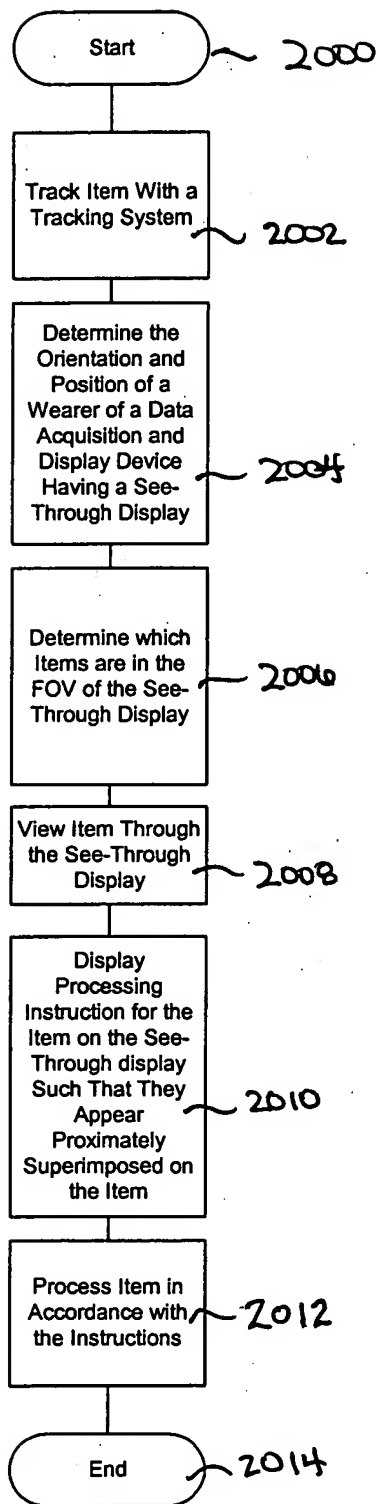 Start
2000
Track Item With a
Tracking System
2002
Determine the
Orientation and
Position of a
Wearer of a Data
Acquisition and
Display Device
Having a See-
Through Display
2004
Determine which
Items are in the
FOV of the See-
Through Display
2006
View Item Through
the See-Through
Display
2008
Display
Processing
Instruction for the
Item on the See-
Through display
Such That They
Appear
Proximately
Superimposed on
the Item
2010
Process Item in
Accordance with
the Instructions
2012
End
2014